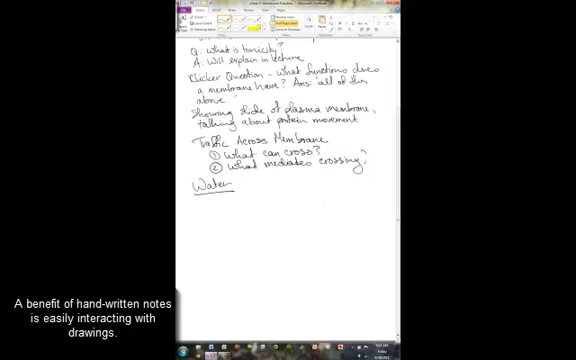 Q: What is tonicity?
A: Will explain in lecture
Clicker Question - What functions does
a membrane have? Ans: all of the
above
Showing slide of plasma membrane,
talking about protein movement.
Traffic Across Membrane
① What can cross?
② What mediates crossing?
Water
A benefit of hand-written notes
is easily interacting with
drawings.